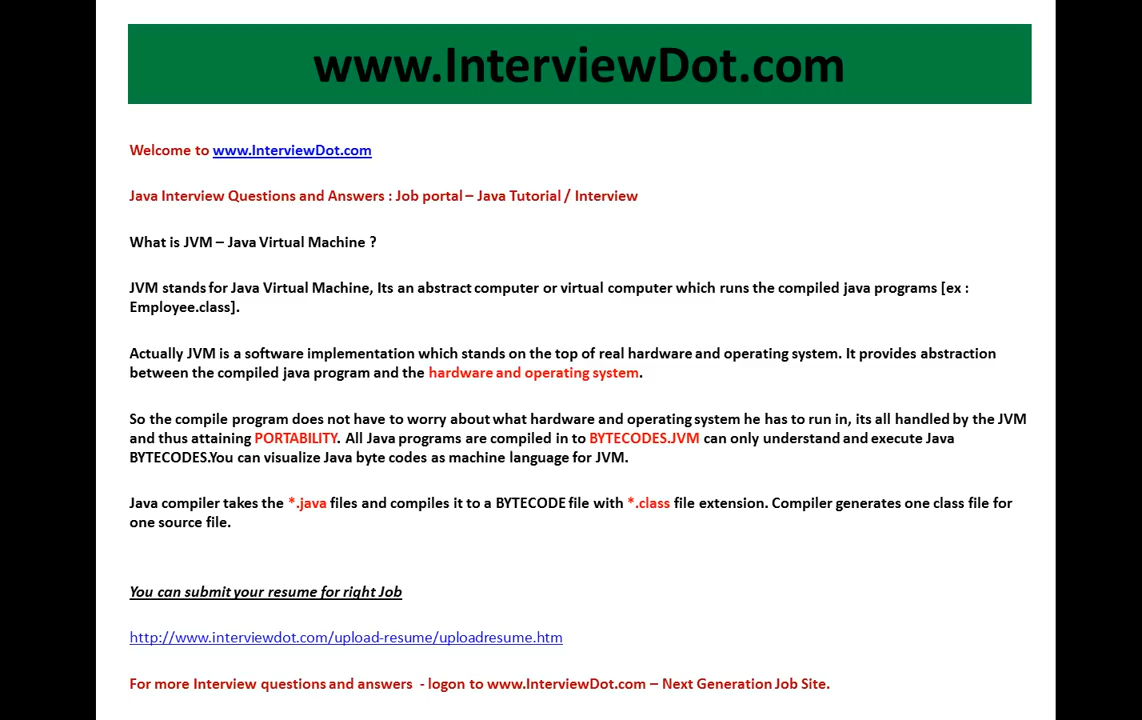 www.InterviewDot.com
Welcome to www.InterviewDot.com
Java Interview Questions and Answers : Job portal – Java Tutorial / Interview
What is JVM – Java Virtual Machine ?
JVM stands for Java Virtual Machine, Its an abstract computer or virtual computer which runs the compiled java programs [ex :
Employee.class].
Actually JVM is a software implementation which stands on the top of real hardware and operating system. It provides abstraction
between the compiled java program and the hardware and operating system.
So the compile program does not have to worry about what hardware and operating system he has to run in, its all handled by the JVM
and thus attaining PORTABILITY. All Java programs are compiled in to BYTECODES.JVM can only understand and execute Java
BYTECODES.You can visualize Java byte codes as machine language for JVM.
Java compiler takes the *.java files and compiles it to a BYTECODE file with *.class file extension. Compiler generates one class file for
one source file.
You can submit your resume for right Job
http://www.interviewdot.com/upload-resume/uploadresume.htm
For more Interview questions and answers  - logon to www.InterviewDot.com – Next Generation Job Site.